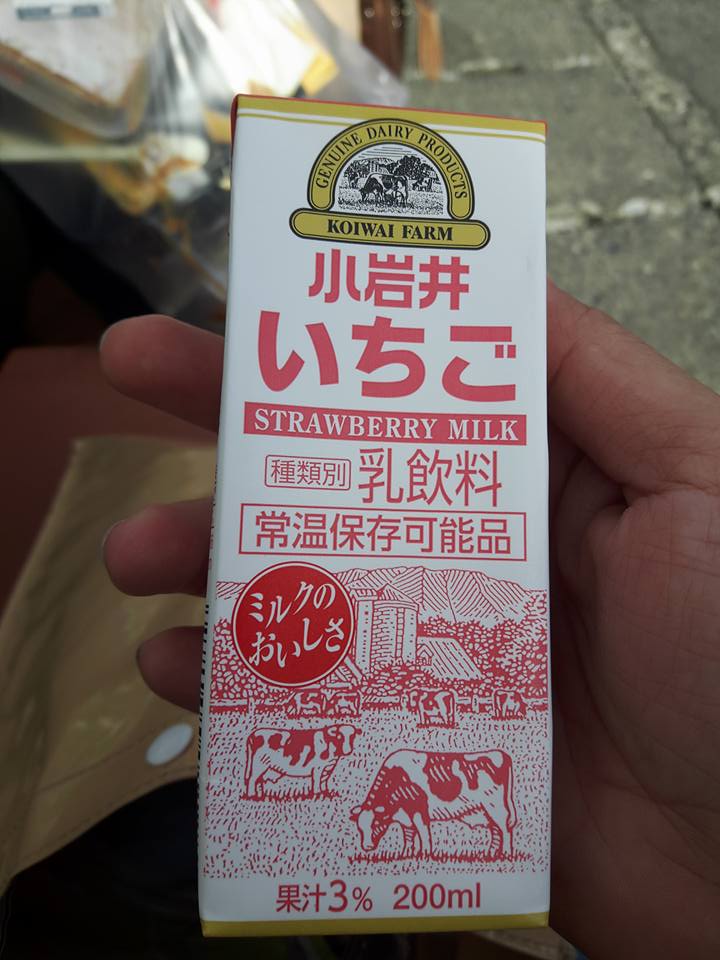 GENUINE DAIRY PRODUCTS
KOIWAI FARM
小岩井
いちご
STRAWBERRY MILK
種類別 乳飲料
常温保存可能品
ミルクの
おいしさ
果汁3% 200ml